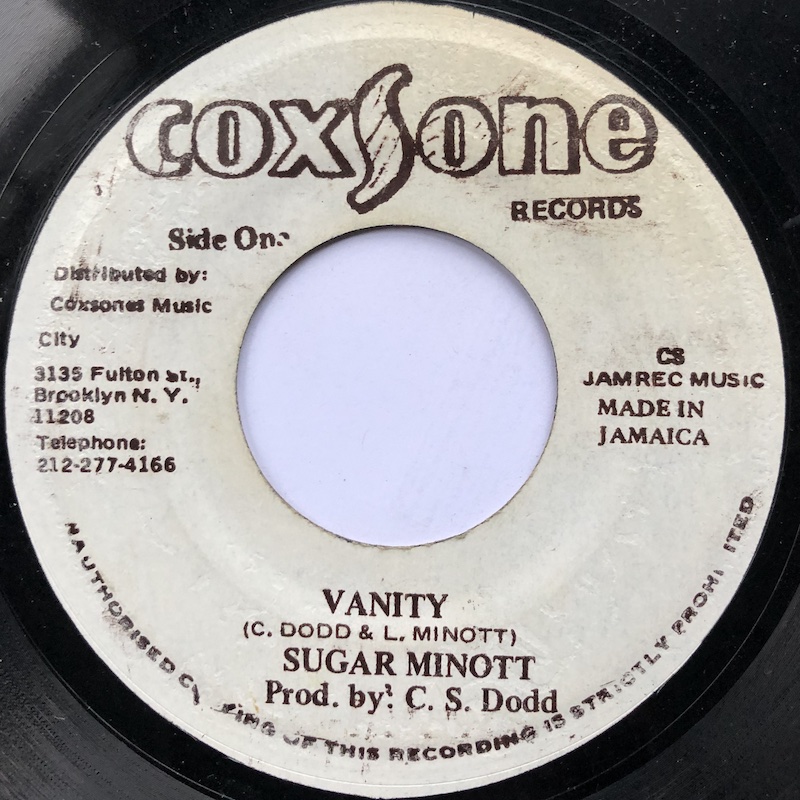 coxsone
RECORDS
Side One
Distributed by:
Coxsones Music
City
3135 Fulton st.,
Brooklyn N. Y.
11208
Telephone:
212-277-4166
CS
JAMREC MUSIC
MADE IN
JAMAICA
VANITY
(C. DODD & L. MINOTT)
SUGAR MINOTT
Prod. by: C. S. Dodd
NAUTHORISED COPYING OF THIS RECORDING IS STRICTLY PROHIBITED